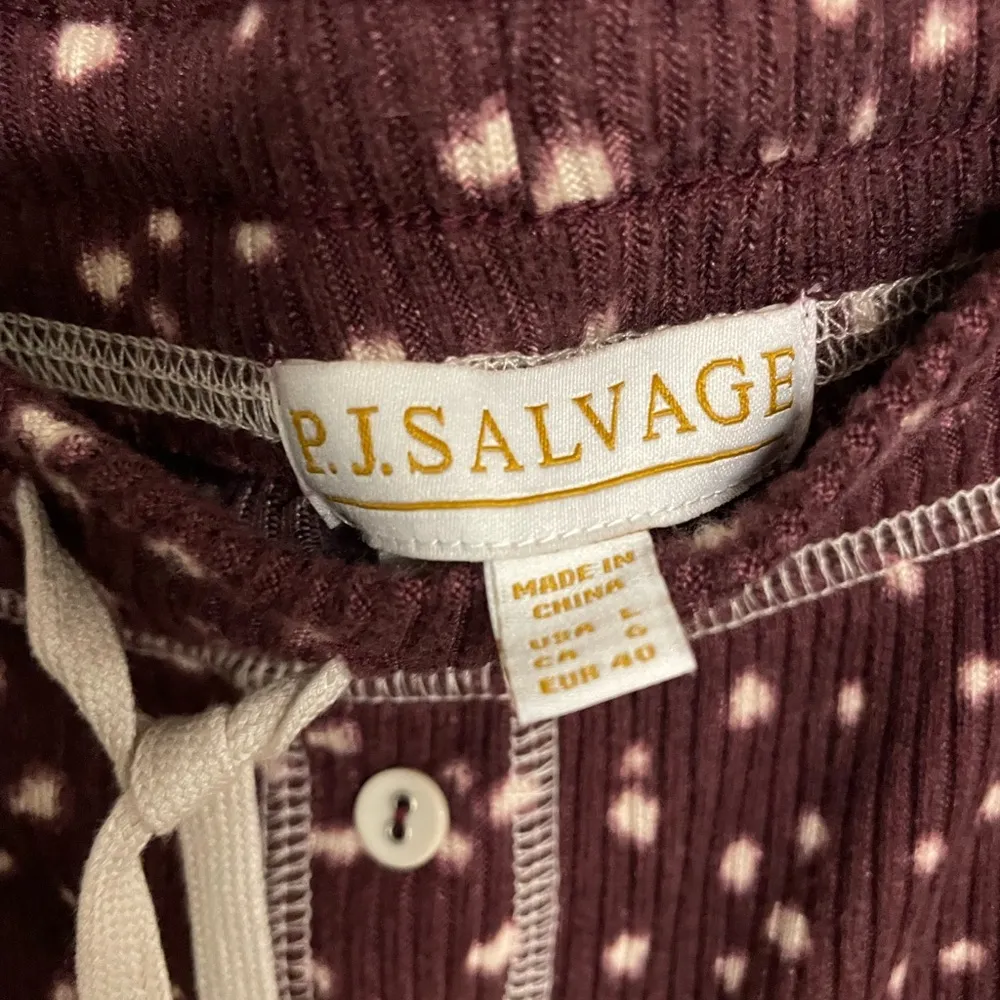 P.J.SALVAGE
MADE IN
CHINA
USA L
CA G
EUR 40